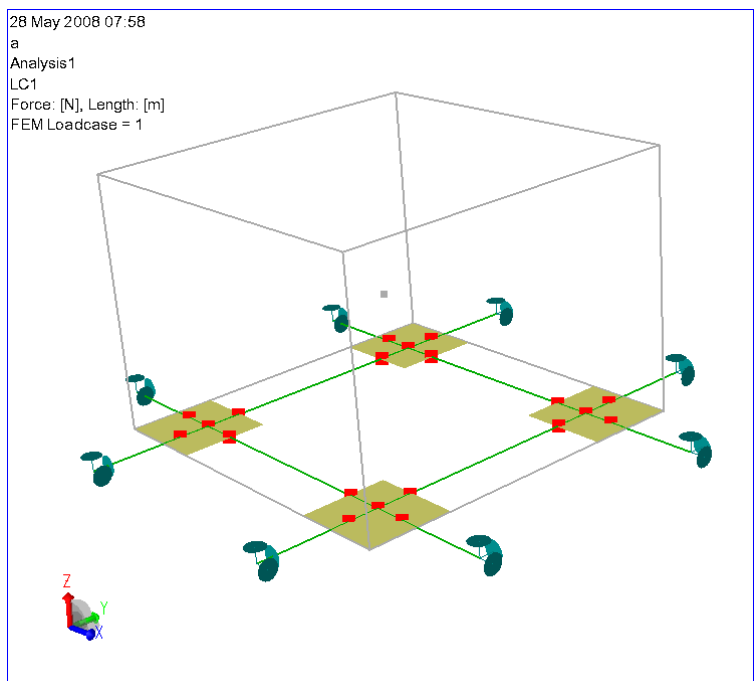 28 May 2008 07:58
a
Analysis1
LC1
Force: [N], Length: [m]
FEM Loadcase = 1
Z
Y
X